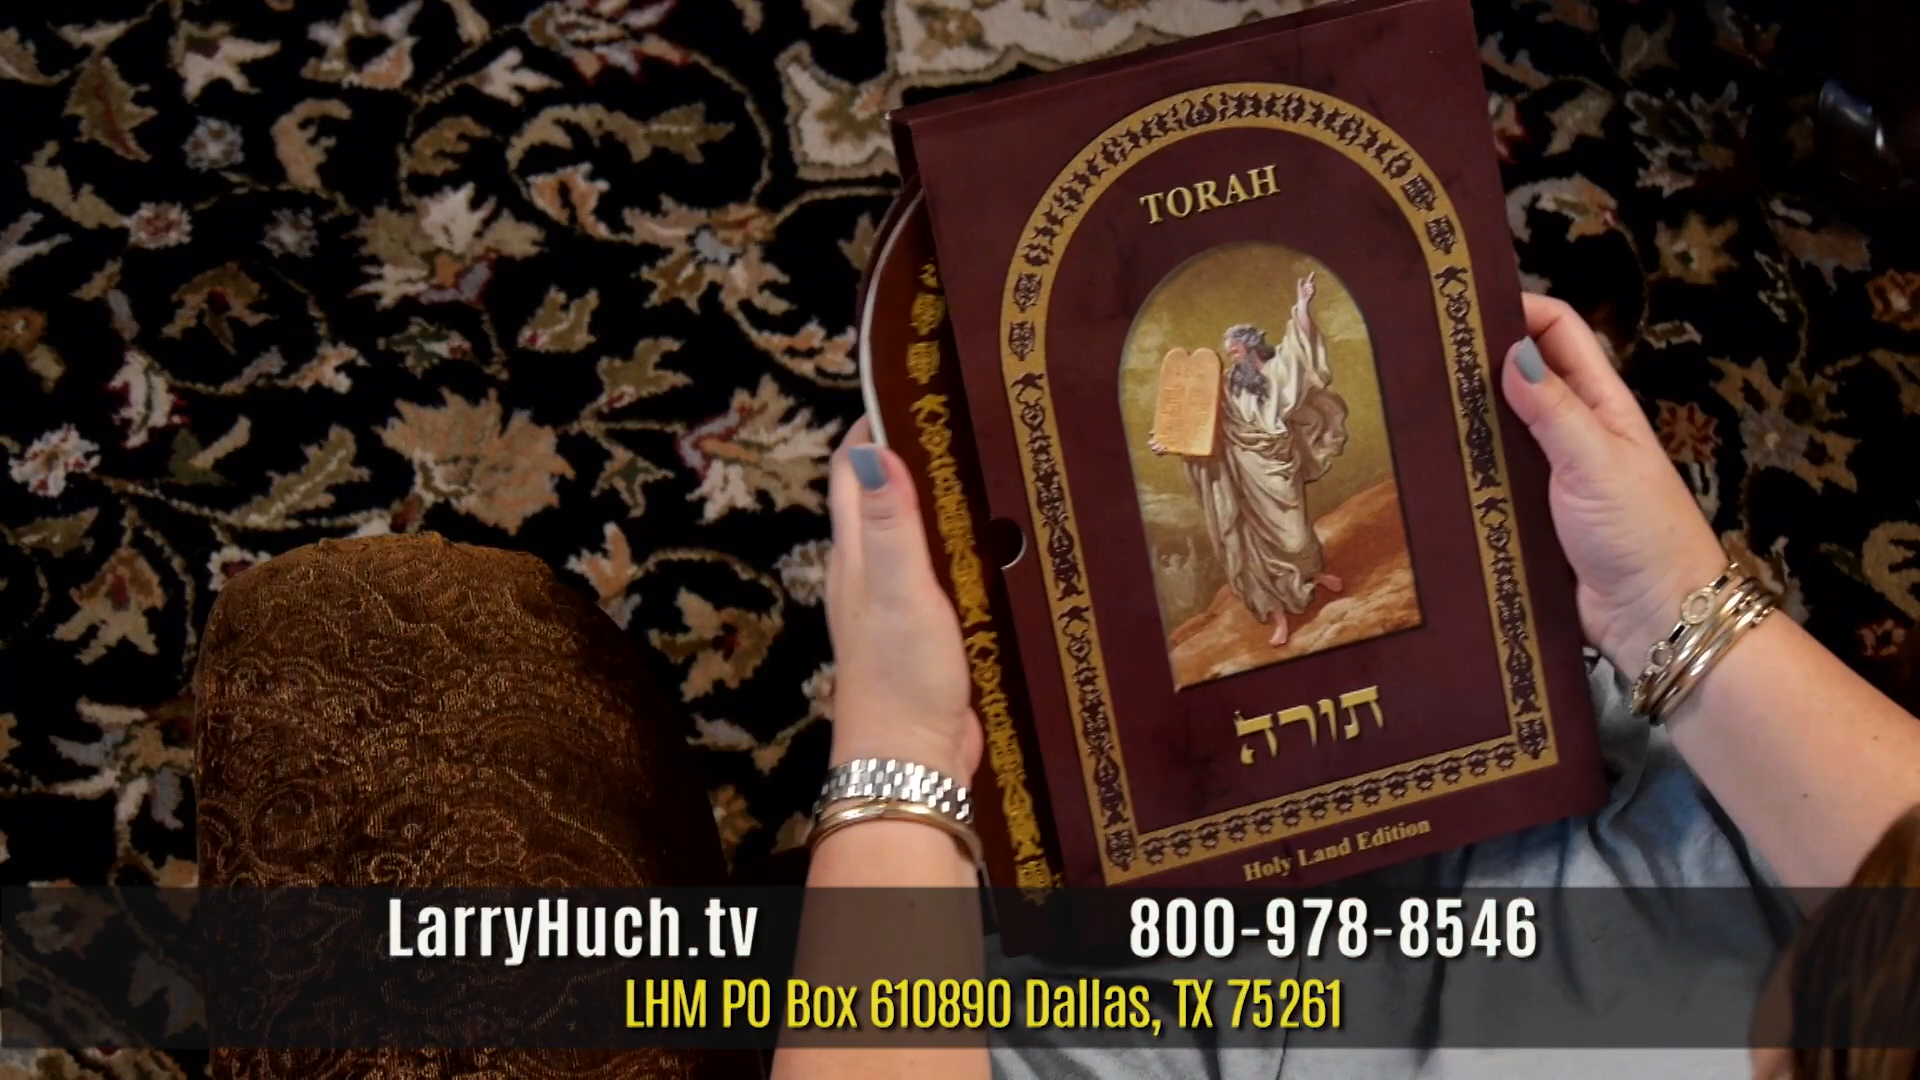 TORAH
תורה
Holy Land Edition
LarryHuch.tv 800-978-8546
LHM PO Box 610890 Dallas, TX 75261